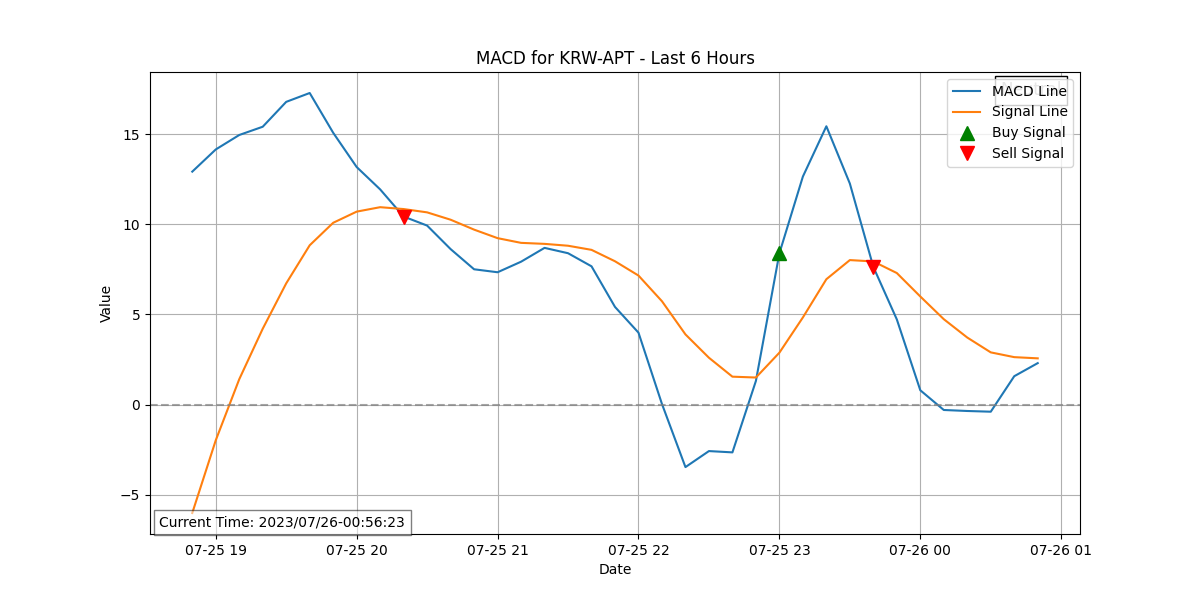 MACD for KRW-APT - Last 6 Hours
MACD Line
Signal Line
Buy Signal
Sell Signal
Value
15
10
5
0
−5
Current Time: 2023/07/26-00:56:23
07-25 19
07-25 20
07-25 21
07-25 22
07-25 23
07-26 00
07-26 01
Date